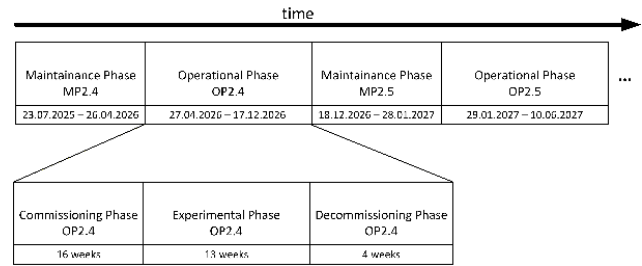 time
Maintainance Phase
MP2.4
Operational Phase
OP2.4
Maintainance Phase
MP2.5
Operational Phase
OP2.5
...
23.07.2025 – 26.04.2026
27.04.2026 – 17.12.2026
18.12.2026 – 28.01.2027
29.01.2027 – 10.06.2027
Commissioning Phase
OP2.4
Experimental Phase
OP2.4
Decommissioning Phase
OP2.4
16 weeks
13 weeks
4 weeks